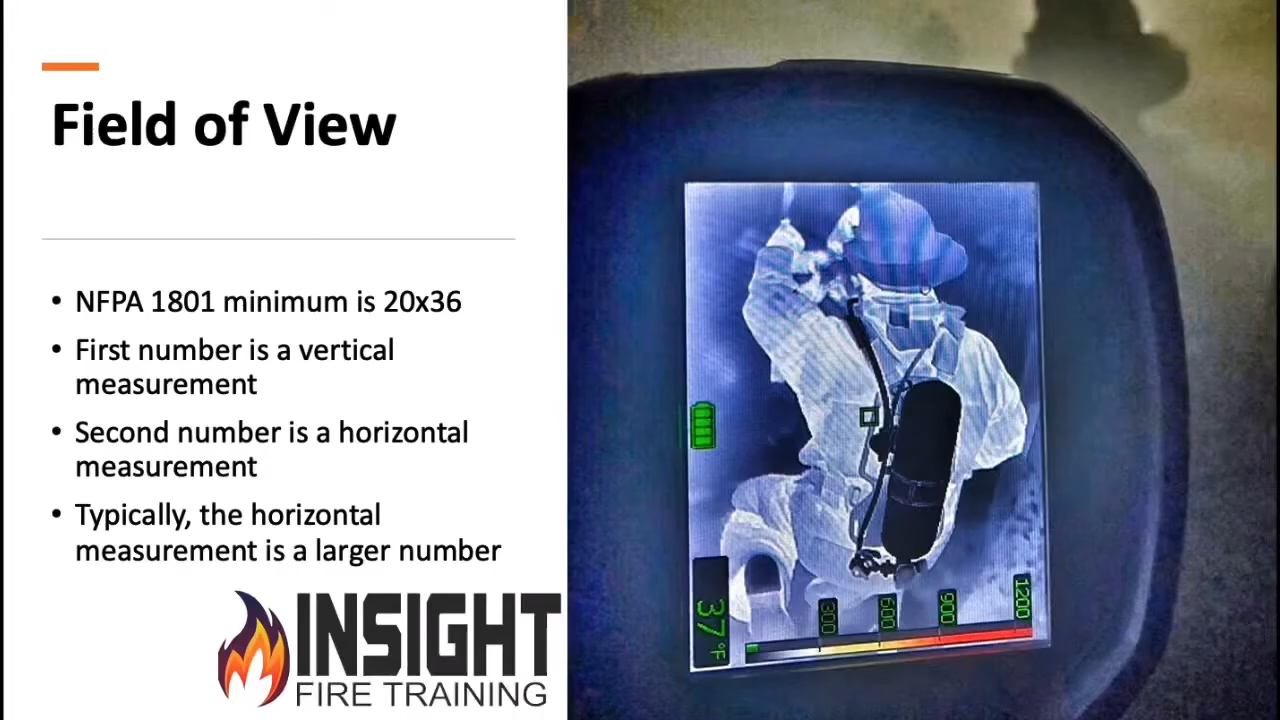 Field of View
• NFPA 1801 minimum is 20x36
• First number is a vertical
measurement
• Second number is a horizontal
measurement
• Typically, the horizontal
measurement is a larger number
INSIGHT
FIRE TRAINING
37°F
300
600
900
1200